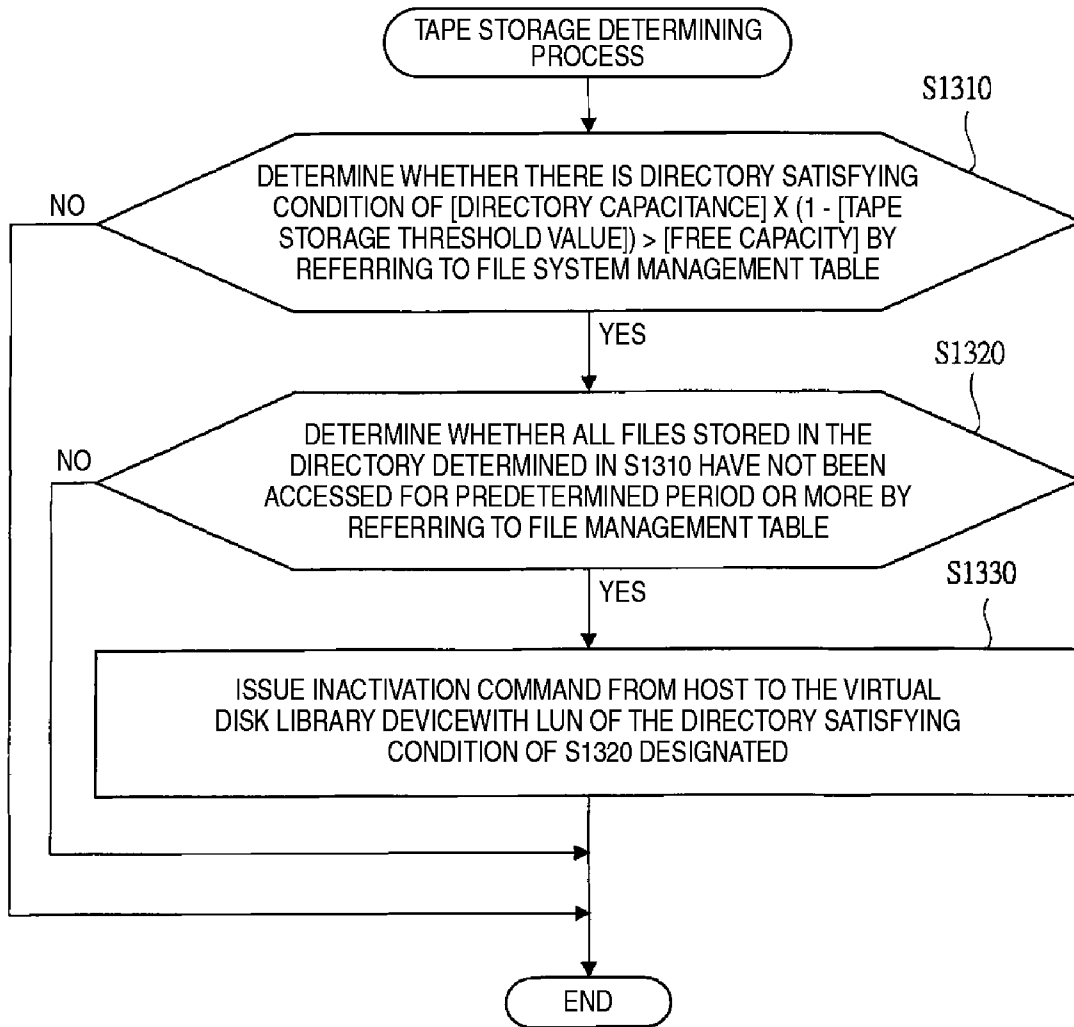 TAPE STORAGE DETERMINING
PROCESS
S1310
DETERMINE WHETHER THERE IS DIRECTORY SATISFYING
CONDITION OF [DIRECTORY CAPACITANCE] X (1 - [TAPE
STORAGE THRESHOLD VALUE]) > [FREE CAPACITY] BY
REFERRING TO FILE SYSTEM MANAGEMENT TABLE
NO
YES
S1320
DETERMINE WHETHER ALL FILES STORED IN THE
DIRECTORY DETERMINED IN S1310 HAVE NOT BEEN
ACCESSED FOR PREDETERMINED PERIOD OR MORE BY
REFERRING TO FILE MANAGEMENT TABLE
NO
YES
S1330
ISSUE INACTIVATION COMMAND FROM HOST TO THE VIRTUAL
DISK LIBRARY DEVICEWITH LUN OF THE DIRECTORY SATISFYING
CONDITION OF S1320 DESIGNATED
END